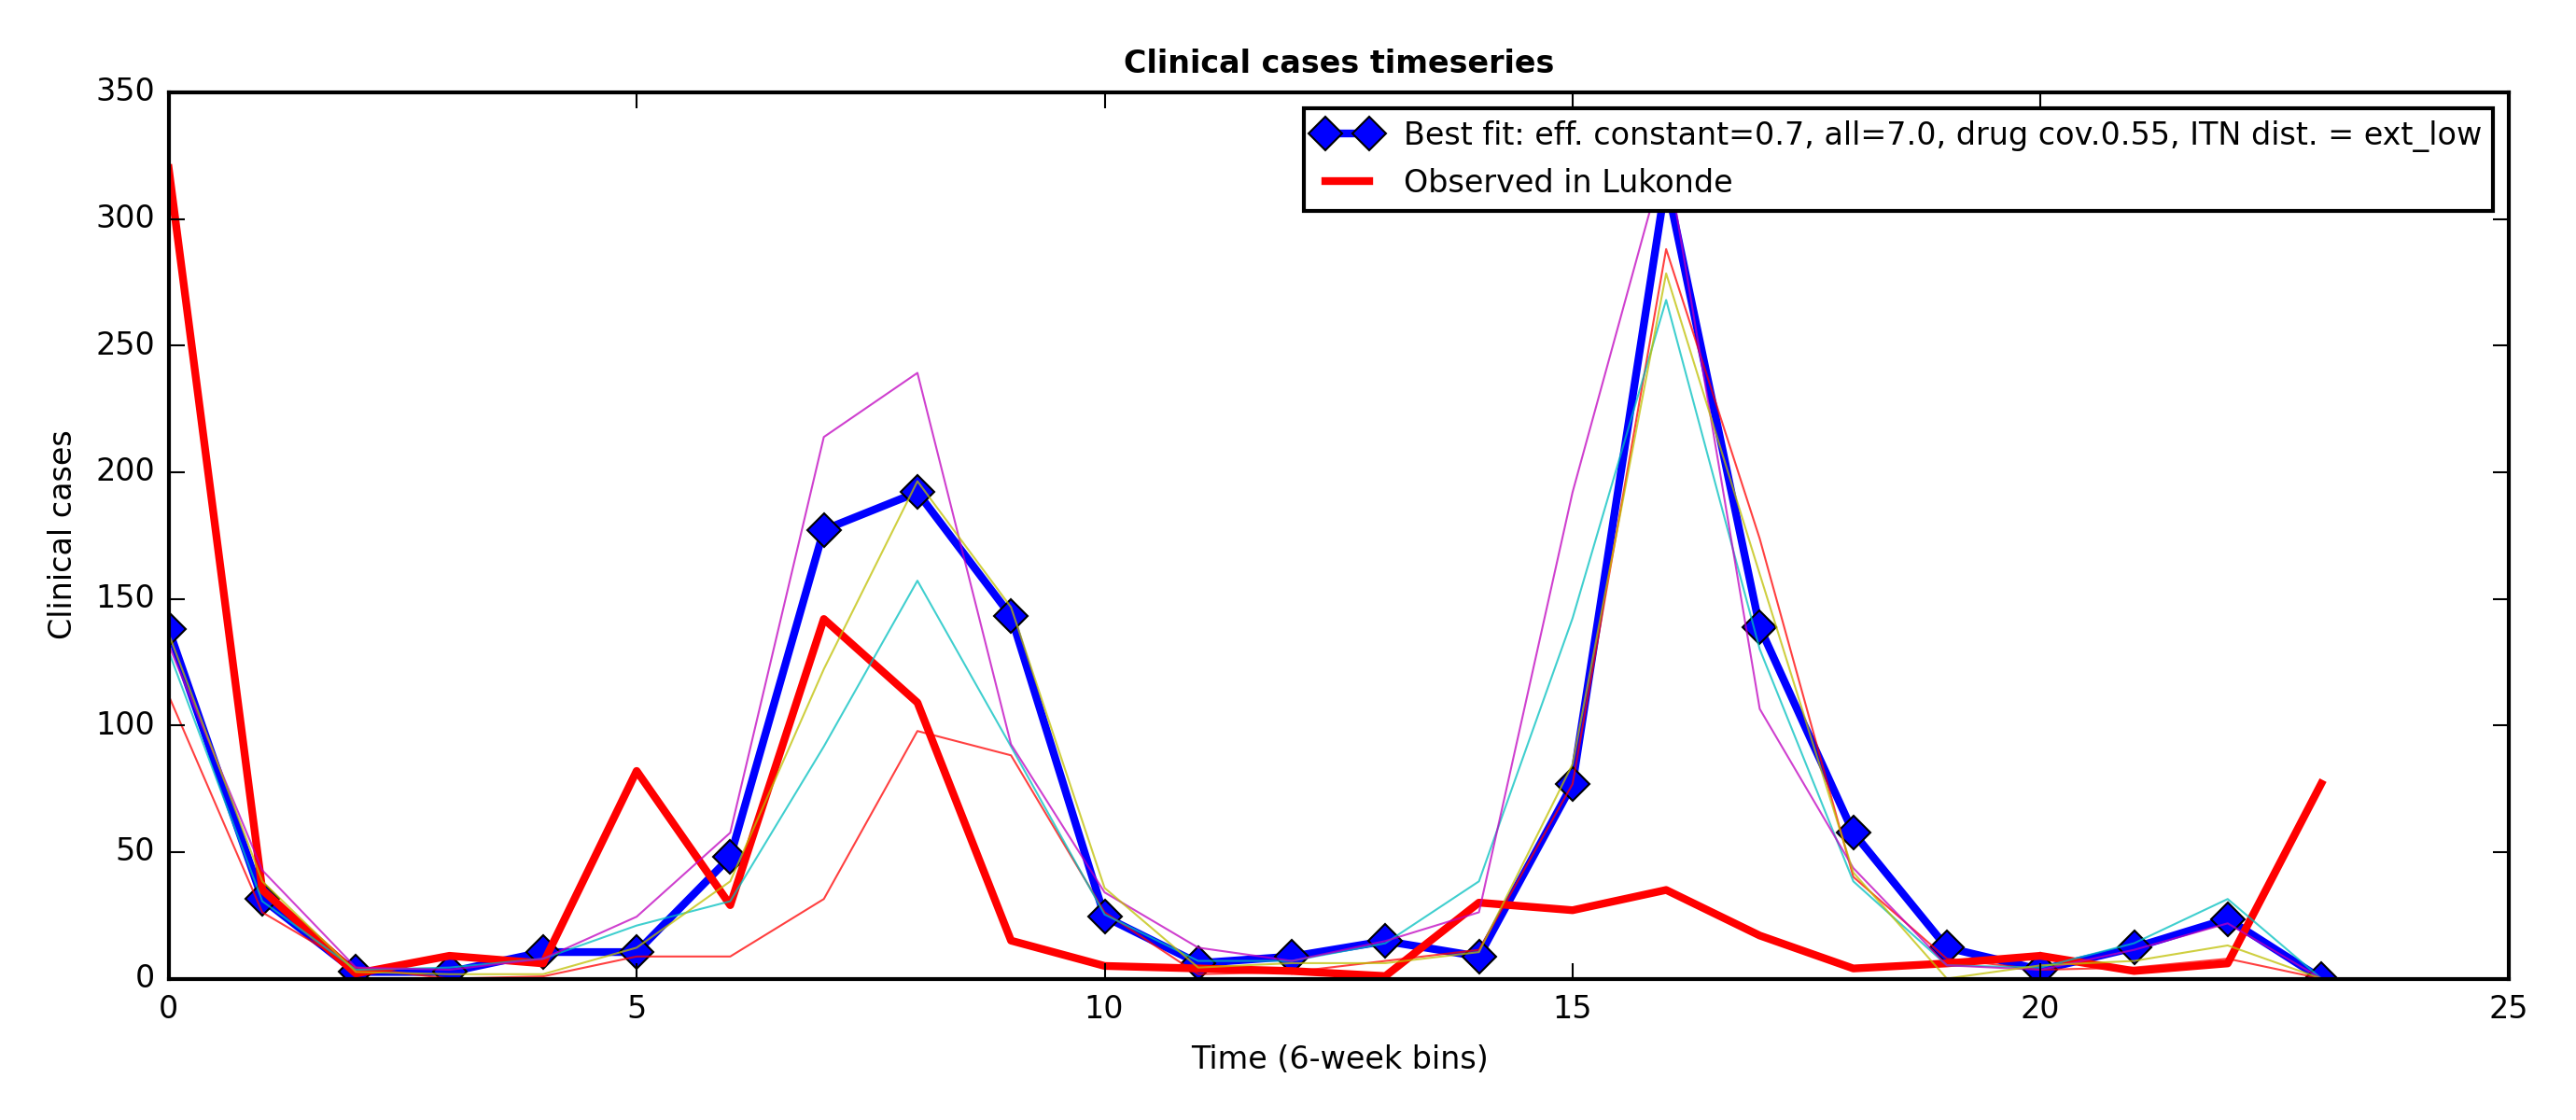 Clinical cases timeseries
350
300
250
200
150
100
50
0
Clinical cases
Best fit: eff. constant=0.7, all=7.0, drug cov.0.55, ITN dist. = ext_low
Observed in Lukonde
0 5 10 15 20 25
Time (6-week bins)